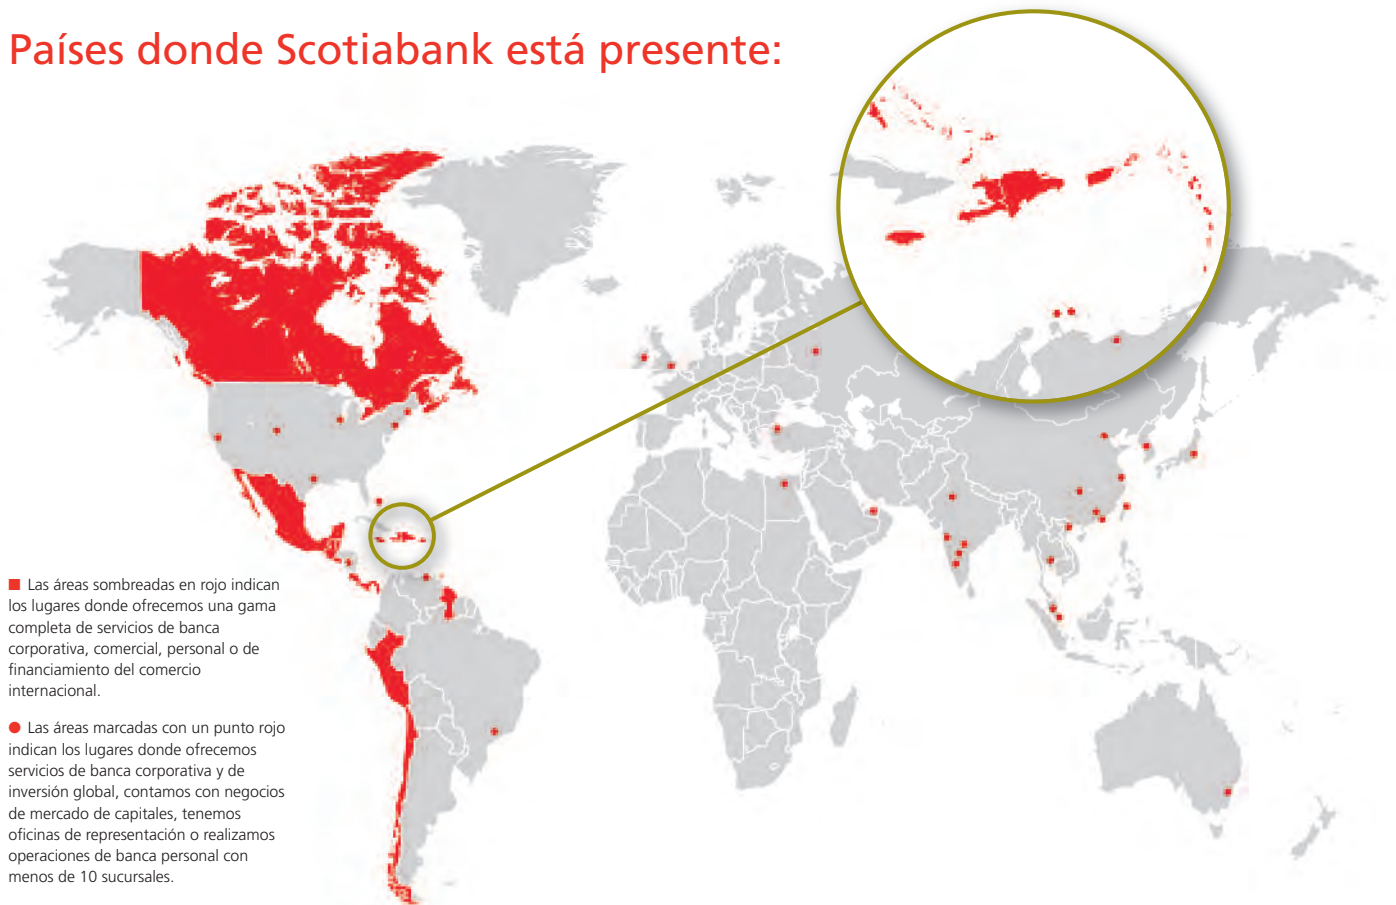 Países donde Scotiabank está presente:
■ Las áreas sombreadas en rojo indican
los lugares donde ofrecemos una gama
completa de servicios de banca
corporativa, comercial, personal o de
financiamiento del comercio
internacional.
● Las áreas marcadas con un punto rojo
indican los lugares donde ofrecemos
servicios de banca corporativa y de
inversión global, contamos con negocios
de mercado de capitales, tenemos
oficinas de representación o realizamos
operaciones de banca personal con
menos de 10 sucursales.